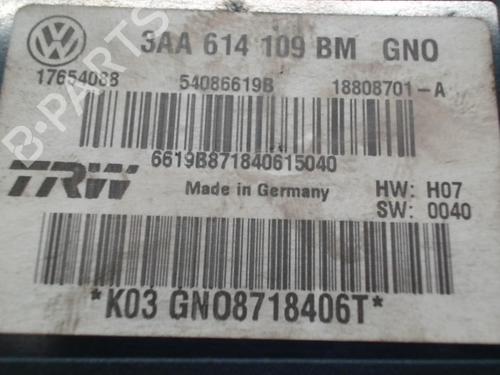 3AA 614 109 BM GNO
17654088 54086619B 18808701-A
B-PARTS
6619B871840615040
TRW Made in Germany HW: H07
SW: 0040
*K03 GNO8718406T*